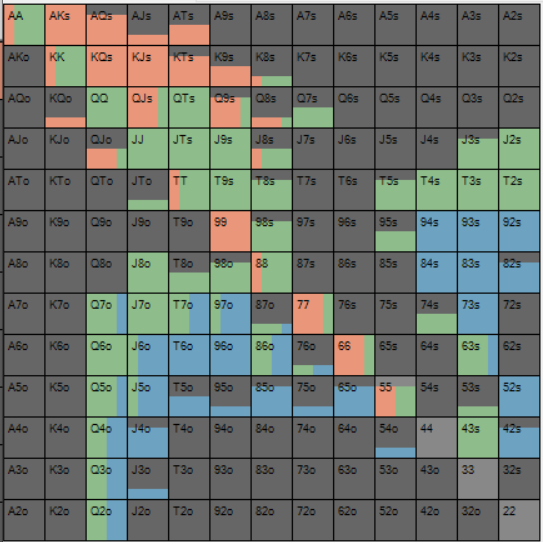 AA AKs AQs AJs ATs A9s A8s A7s A6s A5s A4s A3s A2s
AKo KK KQs KJs KTs K9s K8s K7s K6s K5s K4s K3s K2s
AQo KQo QQ QJs QTs Q9s Q8s Q7s Q6s Q5s Q4s Q3s Q2s
AJo KJo QJo JJ JTs J9s J8s J7s J6s J5s J4s J3s J2s
ATo KTo QTo JTo TT T9s T8s T7s T6s T5s T4s T3s T2s
A9o K9o Q9o J9o T9o 99 98s 97s 96s 95s 94s 93s 92s
A8o K8o Q8o J8o T8o 98o 88 87s 86s 85s 84s 83s 82s
A7o K7o Q7o J7o T7o 97o 87o 77 76s 75s 74s 73s 72s
A6o K6o Q6o J6o T6o 96o 86o 76o 66 65s 64s 63s 62s
A5o K5o Q5o J5o T5o 95o 85o 75o 65o 55 54s 53s 52s
A4o K4o Q4o J4o T4o 94o 84o 74o 64o 54o 44 43s 42s
A3o K3o Q3o J3o T3o 93o 83o 73o 63o 53o 43o 33 32s
A2o K2o Q2o J2o T2o 92o 82o 72o 62o 52o 42o 32o 22